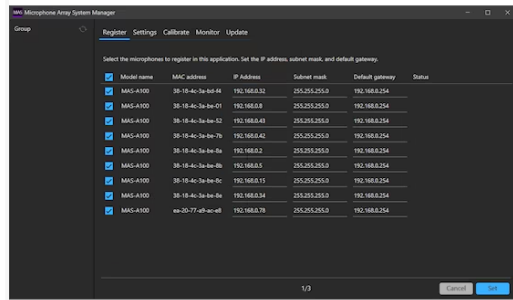 MAS Microphone Array System Manager
Group
Register Settings Calibrate Monitor Update
Select the microphones to register in this application. Set the IP address, subnet mask, and default gateway.
Model name MAC address IP Address Subnet mask Default gateway Status
MAS-A100 38-18-4c-3a-bd-f4 192.168.0.32 255.255.255.0 192.168.0.254
MAS-A100 38-18-4c-3a-be-01 192.168.0.8 255.255.255.0 192.168.0.254
MAS-A100 38-18-4c-3a-be-52 192.168.0.43 255.255.255.0 192.168.0.254
MAS-A100 38-18-4c-3a-be-7b 192.168.0.42 255.255.255.0 192.168.0.254
MAS-A100 38-18-4c-3a-be-8a 192.168.0.2 255.255.255.0 192.168.0.254
MAS-A100 38-18-4c-3a-be-8b 192.168.0.5 255.255.255.0 192.168.0.254
MAS-A100 38-18-4c-3a-be-8c 192.168.0.15 255.255.255.0 192.168.0.254
MAS-A100 38-18-4c-3a-be-8e 192.168.0.34 255.255.255.0 192.168.0.254
MAS-A100 ea-20-77-a9-ac-e8 192.168.0.78 255.255.255.0 192.168.0.254
1/3
Cancel Set